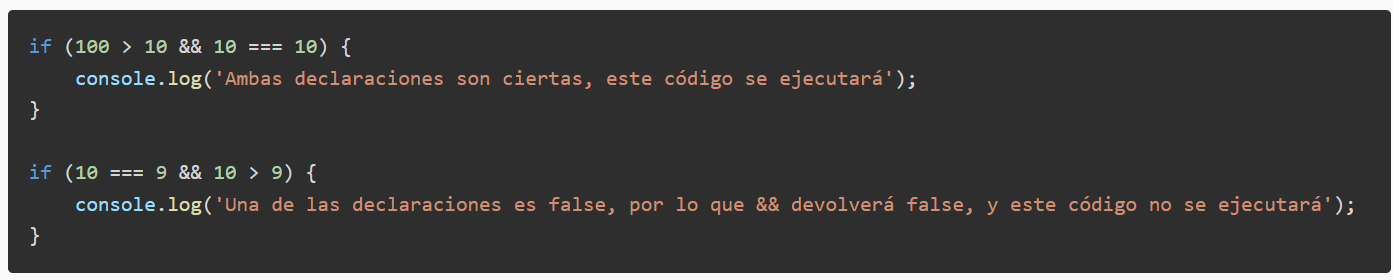 if (100 > 10 && 10 === 10) {
    console.log('Ambas declaraciones son ciertas, este código se ejecutará');
}

if (10 === 9 && 10 > 9) {
    console.log('Una de las declaraciones es false, por lo que && devolverá false, y este código no se ejecutará');
}